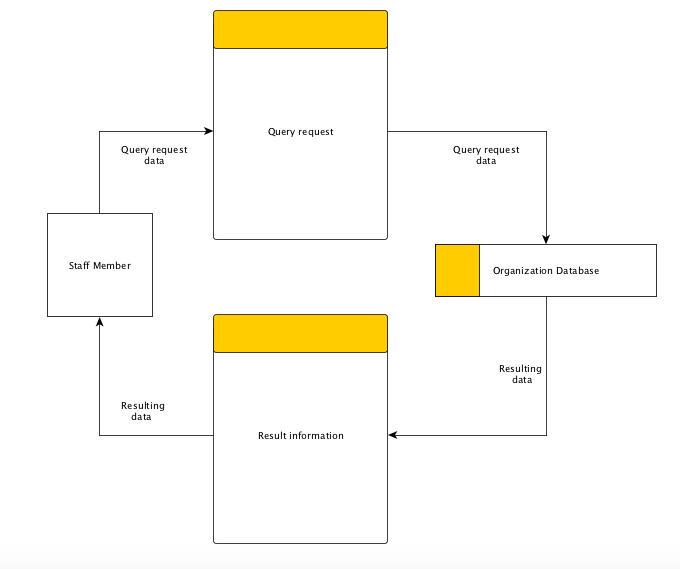 Query request
Query request
data
Query request
data
Staff Member
Organization Database
Resulting
data
Resulting
data
Result information